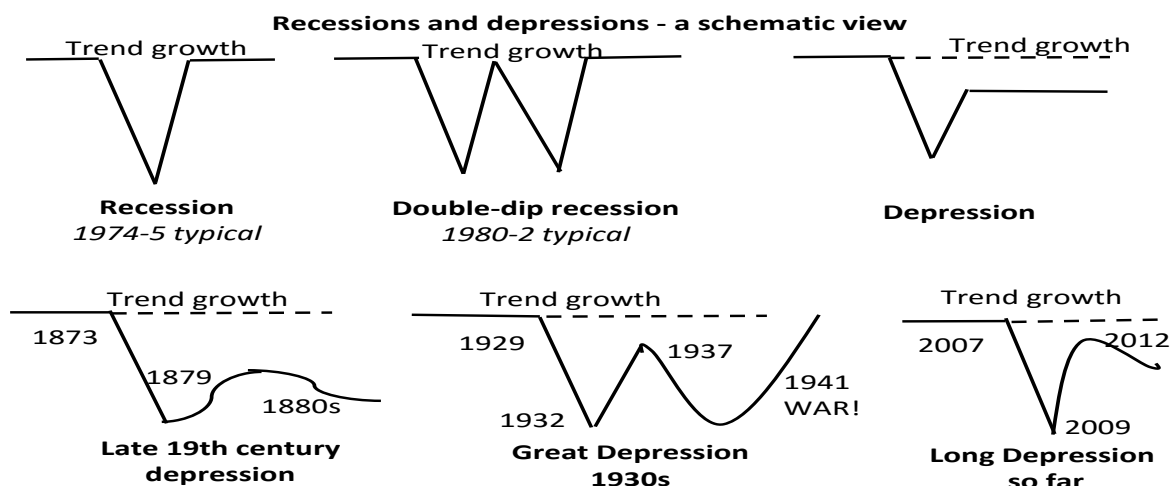 Recessions and depressions - a schematic view
Trend growth
Trend growth
Trend growth
Recession
1974-5 typical
Double-dip recession
1980-2 typical
Depression
Trend growth
1873
1879
1880s
Late 19th century
depression
Trend growth
1929
1937
1932
1941
WAR!
Great Depression
1930s
Trend growth
2007
2012
2009
Long Depression
so far